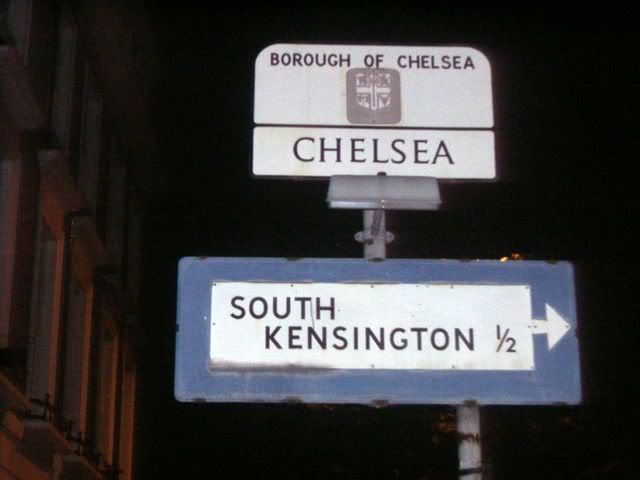 BOROUGH OF CHELSEA
CHELSEA
SOUTH
KENSINGTON ½